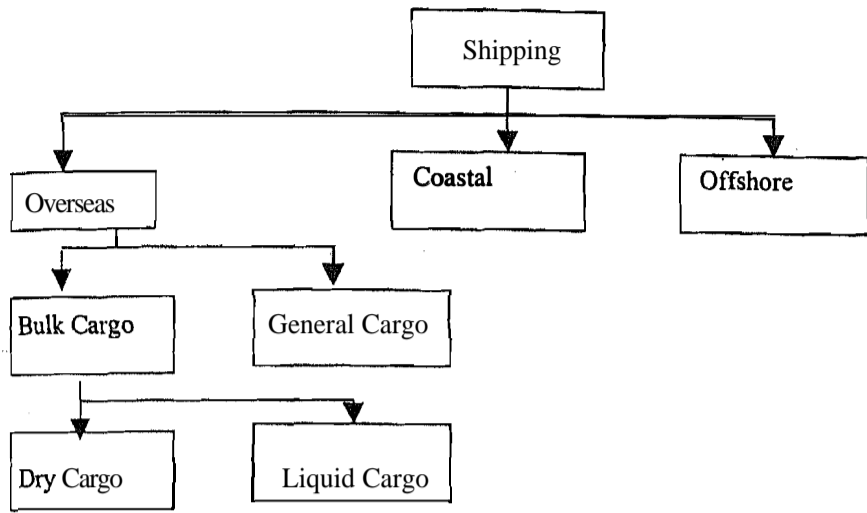 Shipping
Coastal
Offshore
Overseas
Bulk Cargo
General Cargo
Dry Cargo
Liquid Cargo